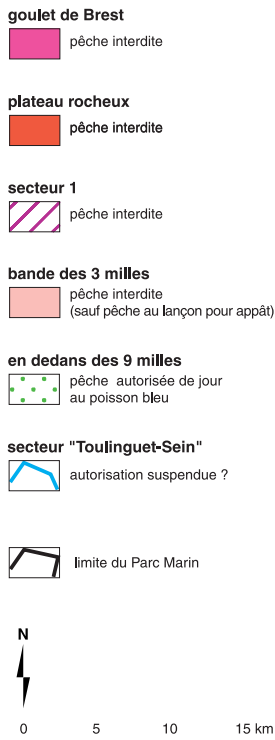 goulet de Brest
pêche interdite
plateau rocheux
pêche interdite
secteur 1
pêche interdite
bande des 3 milles
pêche interdite
(sauf pêche au lançon pour appât)
en dedans des 9 milles
pêche autorisée de jour
au poisson bleu
secteur "Toulinguet-Sein"
autorisation suspendue ?
limite du Parc Marin
N
0 5 10 15 km